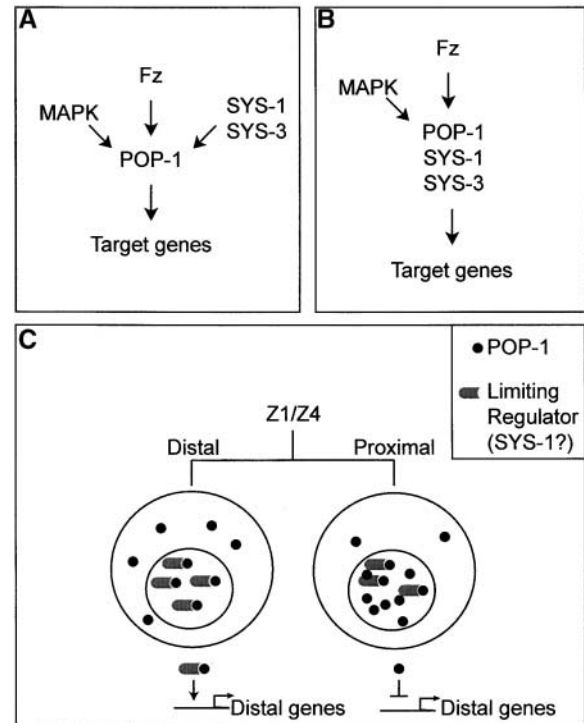 A
Fz
MAPK
SYS-1
SYS-3
POP-1
Target genes
B
Fz
MAPK
POP-1
SYS-1
SYS-3
Target genes
C
POP-1
Limiting
Regulator
(SYS-1?)
Z1/Z4
Distal
Proximal
Distal genes
Distal genes